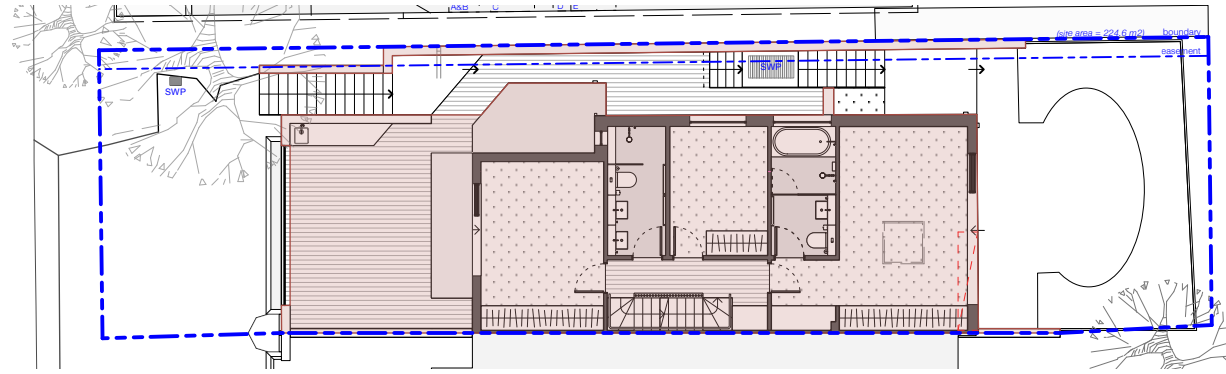 A&B C D E
(site area = 224.6 m2) boundary
easement
SWP
SWP